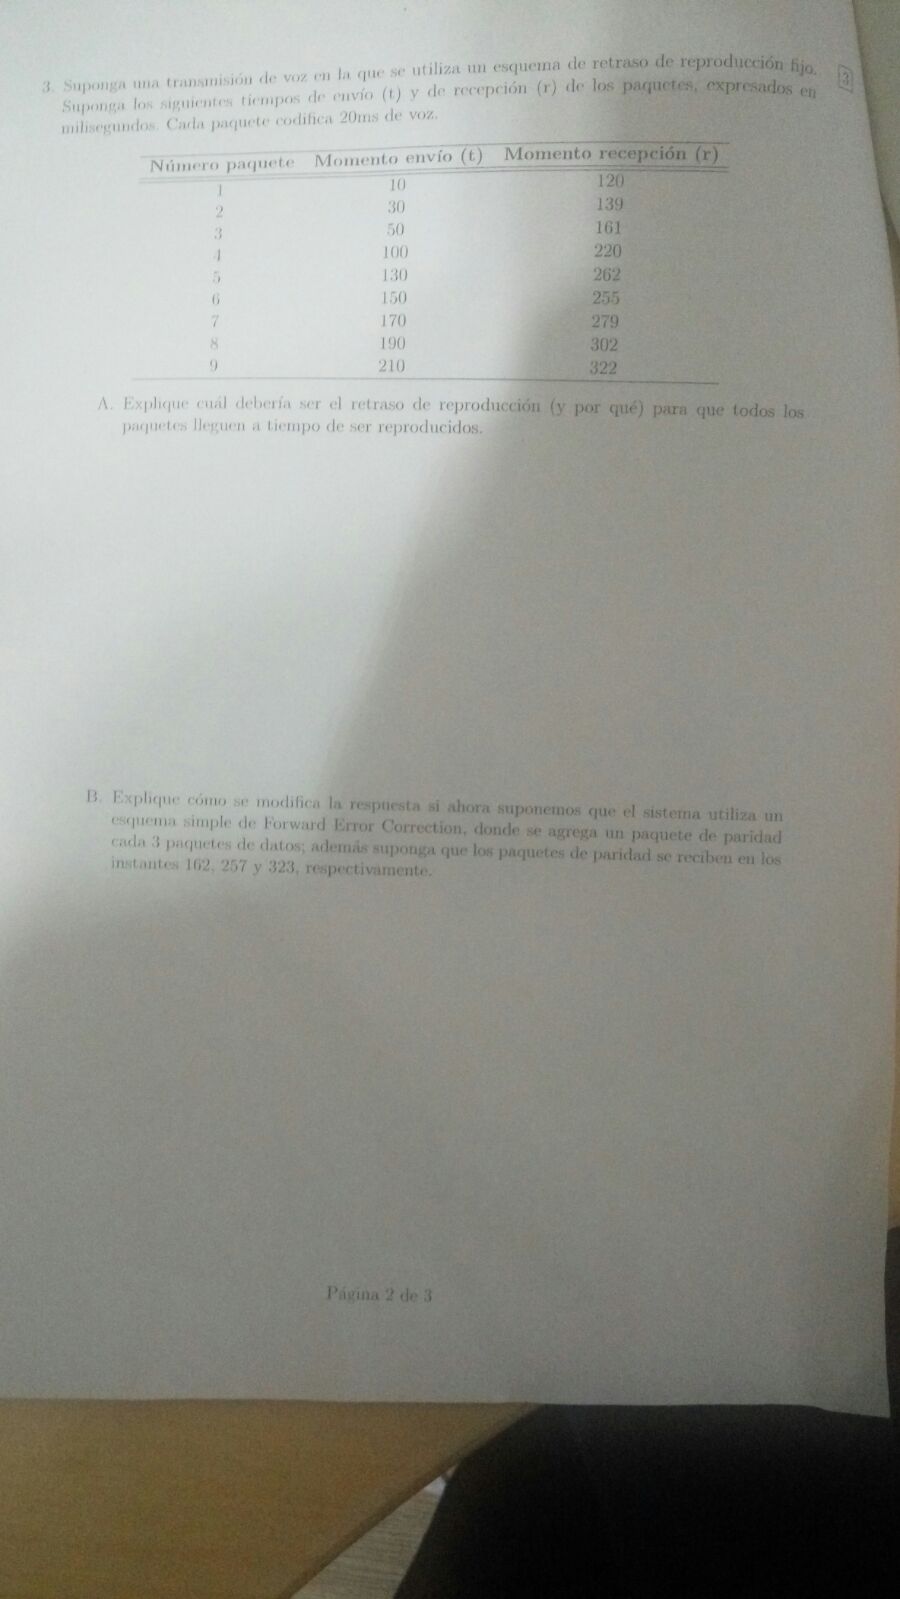 3. Suponga una transmisión de voz en la que se utiliza un esquema de retraso de reproducción fijo.
3
Suponga los siguientes tiempos de envío (t) y de recepción (r) de los paquetes, expresados en
milisegundos. Cada paquete codifica 20ms de voz.
Número paquete Momento envío (t) Momento recepción (r)
1 10 120
2 30 139
3 50 161
4 100 220
5 130 262
6 150 255
7 170 279
8 190 302
9 210 322
A. Explique cuál debería ser el retraso de reproducción (y por qué) para que todos los
paquetes lleguen a tiempo de ser reproducidos.
B. Explique cómo se modifica la respuesta si ahora suponemos que el sistema utiliza un
esquema simple de Forward Error Correction, donde se agrega un paquete de paridad
cada 3 paquetes de datos; además suponga que los paquetes de paridad se reciben en los
instantes 162, 257 y 323, respectivamente.
Página 2 de 3